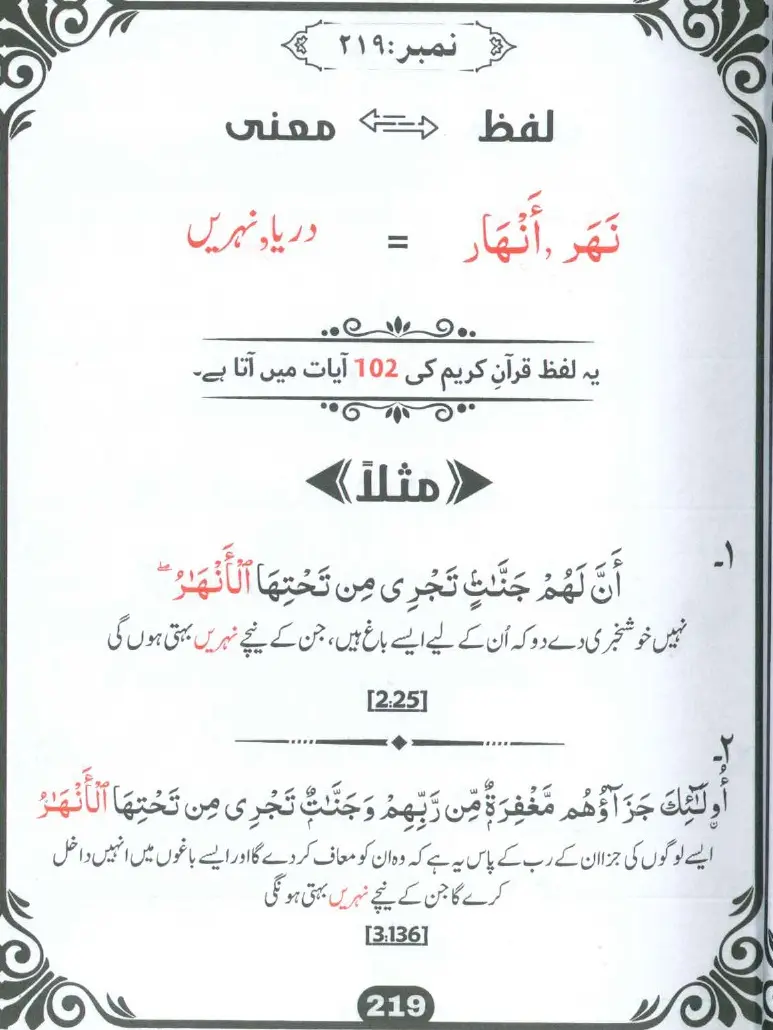 نمبر:۲۱۹
لفظ ⇐⇒ معنی
نَهَر ,أَنْهَار = دریا,نہریں
یہ لفظ قرآنِ کریم کی 102 آیات میں آتا ہے۔
مثلاً
۱۔
أَنَّ لَهُمْ جَنَّاتٍ تَجْرِى مِن تَحْتِهَا ٱلْأَنْهَـٰرُ ۖ
نہیں خوشخبری دے دو کہ اُن کے لیے ایسے باغ ہیں، جن کے نیچے نہریں بہتی ہوں گی
[2:25]
۲۔
أُو۟لَـٰٓئِكَ جَزَآؤُهُم مَّغْفِرَةٌ مِّن رَّبِّهِمْ وَجَنَّاتٌ تَجْرِى مِن تَحْتِهَا ٱلْأَنْهَـٰرُ
ایسے لوگوں کی جزا ان کے رب کے پاس یہ ہے کہ وہ ان کو معاف کر دے گا اور ایسے باغوں میں انہیں داخل
کرے گا جن کے نیچے نہریں بہتی ہونگی
[3:136]
219